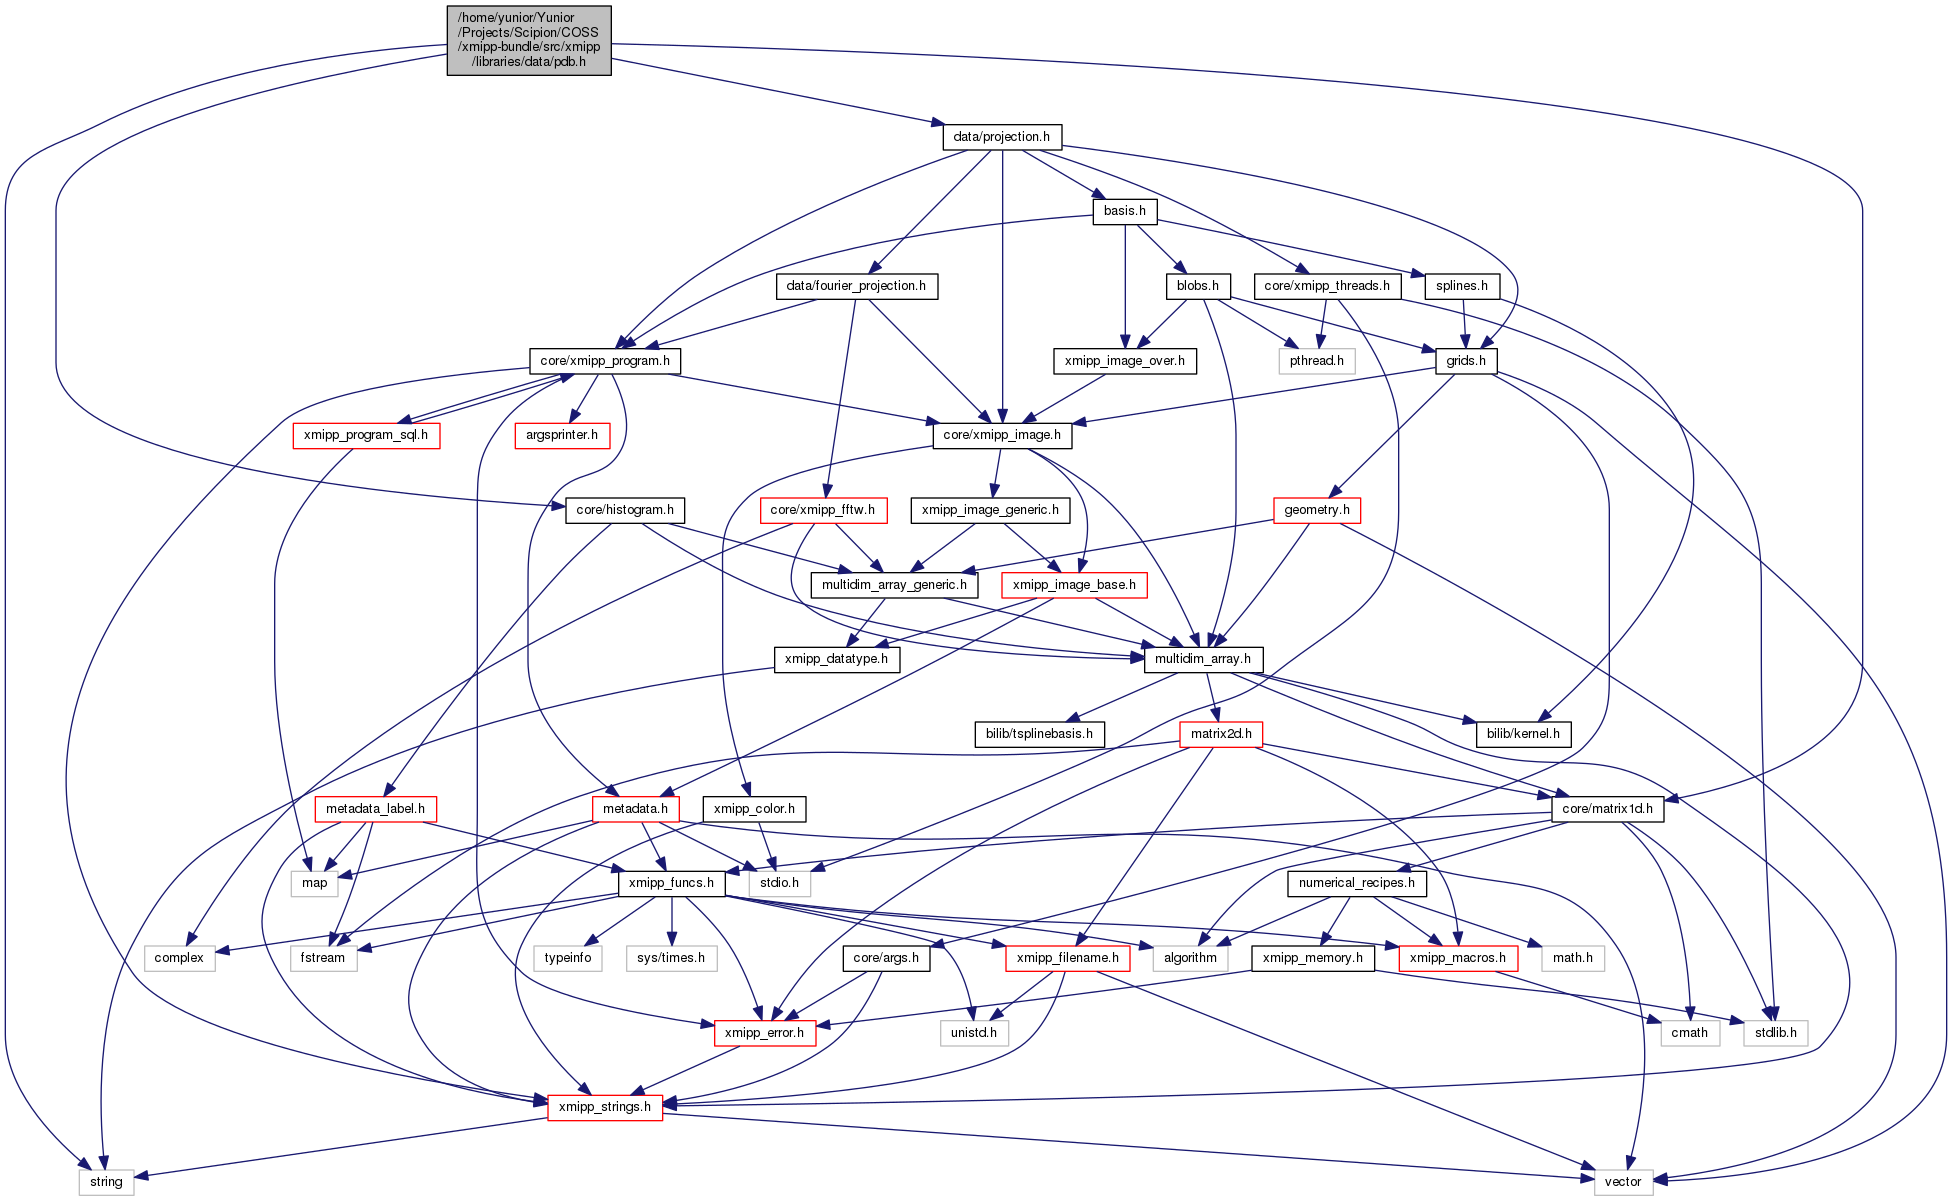 /home/yunior/Yunior
/Projects/Scipion/COSS
/xmipp-bundle/src/xmipp
/libraries/data/pdb.h
data/projection.h
basis.h
data/fourier_projection.h
blobs.h
core/xmipp_threads.h
splines.h
core/xmipp_program.h
xmipp_image_over.h
pthread.h
grids.h
xmipp_program_sql.h
argsprinter.h
core/xmipp_image.h
core/histogram.h
core/xmipp_fftw.h
xmipp_image_generic.h
geometry.h
multidim_array_generic.h
xmipp_image_base.h
xmipp_datatype.h
multidim_array.h
bilib/tsplinebasis.h
matrix2d.h
bilib/kernel.h
metadata_label.h
metadata.h
xmipp_color.h
core/matrix1d.h
map
xmipp_funcs.h
stdio.h
numerical_recipes.h
complex
fstream
typeinfo
sys/times.h
core/args.h
xmipp_filename.h
algorithm
xmipp_memory.h
xmipp_macros.h
math.h
xmipp_error.h
unistd.h
cmath
stdlib.h
xmipp_strings.h
string
vector